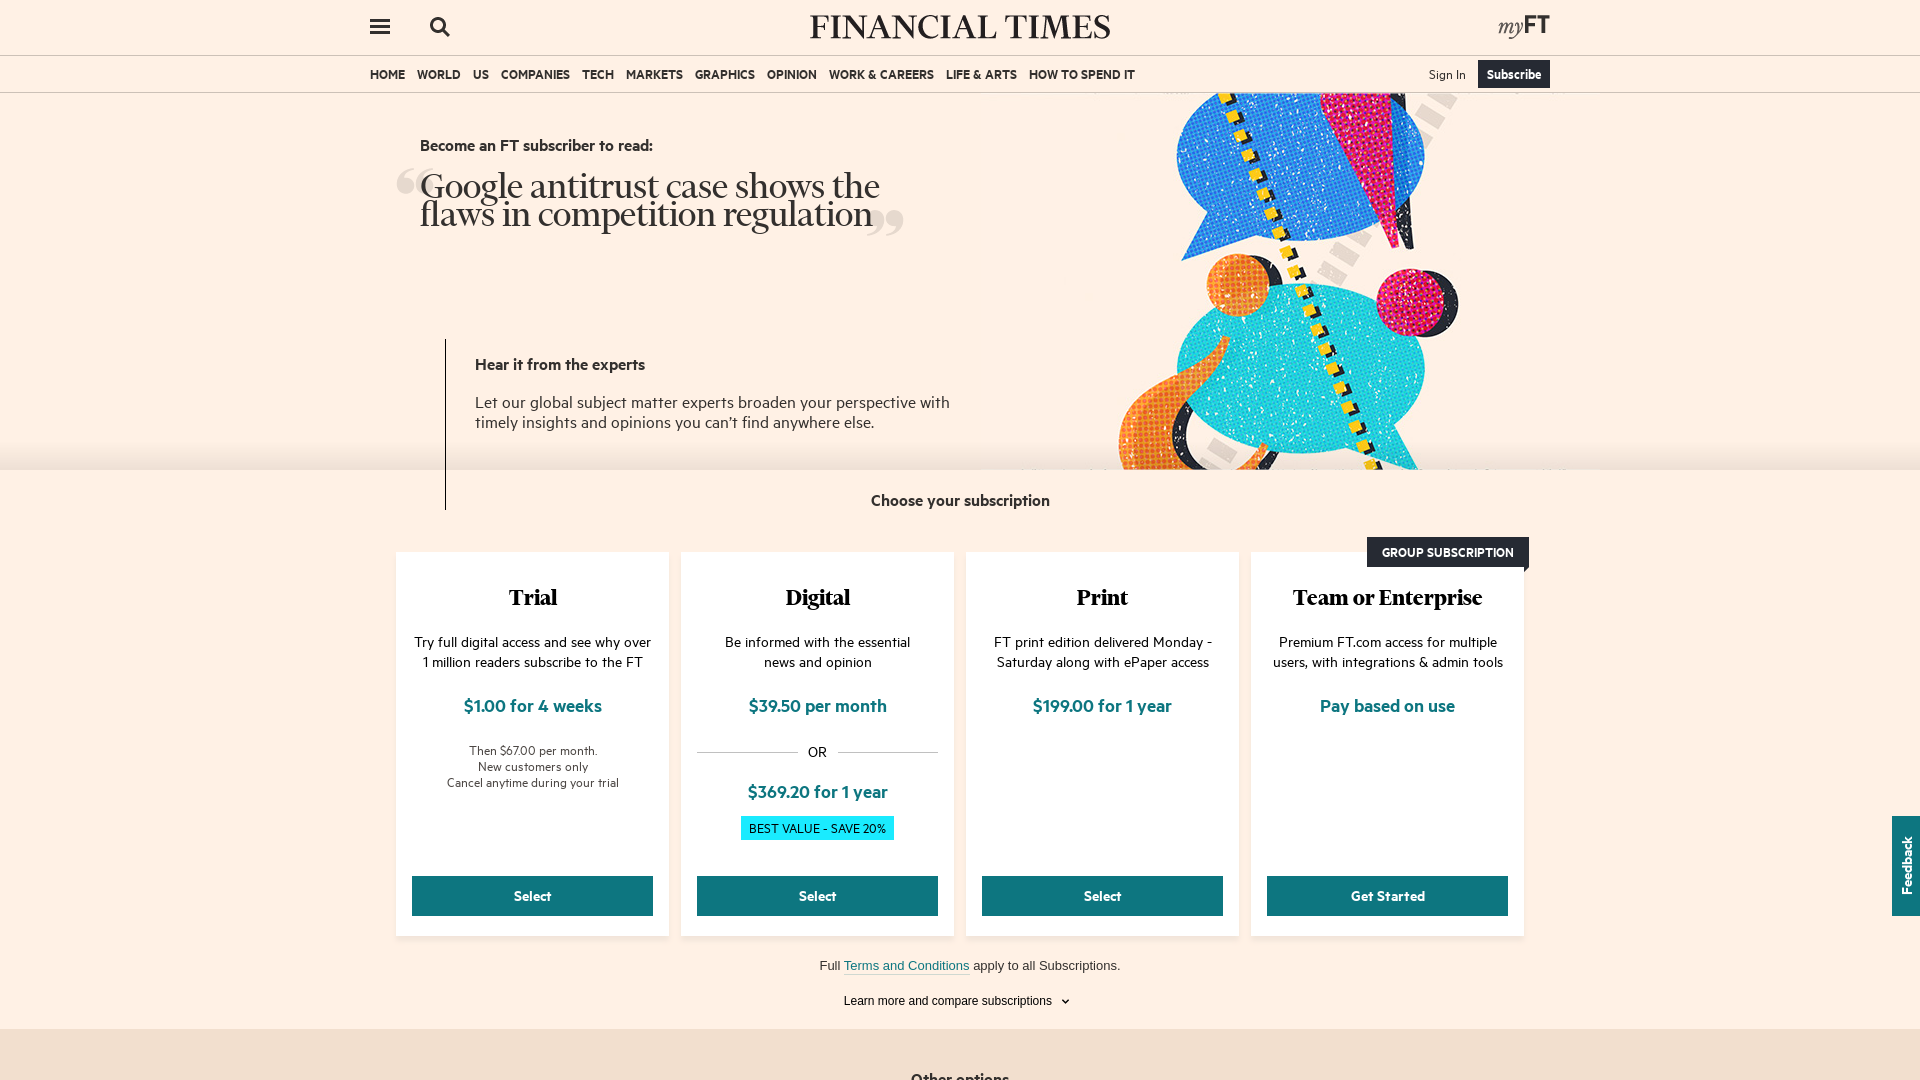 FINANCIAL TIMES
myFT
HOME WORLD US COMPANIES TECH MARKETS GRAPHICS OPINION WORK & CAREERS LIFE & ARTS HOW TO SPEND IT
Sign In
Subscribe
Become an FT subscriber to read:
“Google antitrust case shows the
flaws in competition regulation”
Hear it from the experts
Let our global subject matter experts broaden your perspective with
timely insights and opinions you can’t find anywhere else.
Choose your subscription
Trial
Try full digital access and see why over
1 million readers subscribe to the FT
$1.00 for 4 weeks
Then $67.00 per month.
New customers only
Cancel anytime during your trial
Select
Digital
Be informed with the essential
news and opinion
$39.50 per month
OR
$369.20 for 1 year
BEST VALUE - SAVE 20%
Select
Print
FT print edition delivered Monday -
Saturday along with ePaper access
$199.00 for 1 year
Select
GROUP SUBSCRIPTION
Team or Enterprise
Premium FT.com access for multiple
users, with integrations & admin tools
Pay based on use
Get Started
Feedback
Full Terms and Conditions apply to all Subscriptions.
Learn more and compare subscriptions
Other options